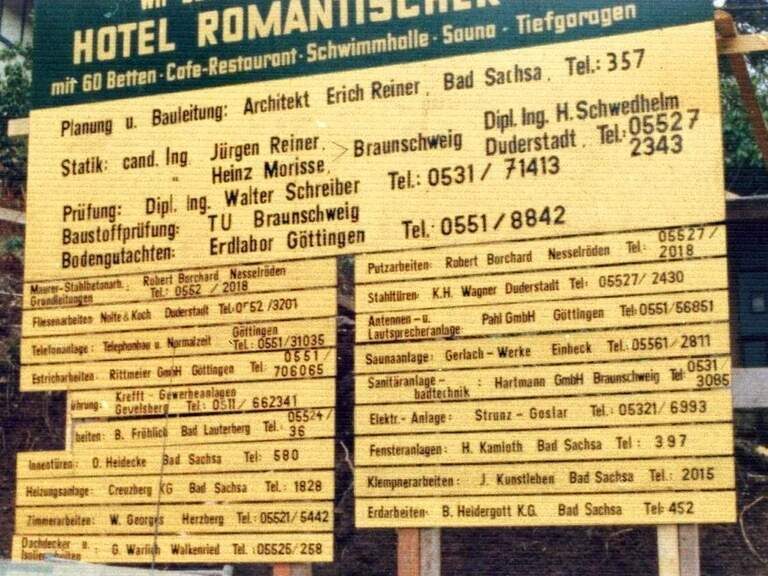 HOTEL ROMANTISCHER
mit 60 Betten · Cafe-Restaurant · Schwimmhalle · Sauna · Tiefgaragen
Planung u. Bauleitung: Architekt Erich Reiner, Bad Sachsa, Tel.: 357
Statik: cand. Ing. Jürgen Reiner, > Braunschweig Dipl. Ing. H. Schwedhelm
" Heinz Morisse, Duderstadt, Tel.: 05527
2343
Prüfung: Dipl. Ing. Walter Schreiber Tel.: 0531 / 71413
Baustoffprüfung: TU Braunschweig
Bodengutachten: Erdlabor Göttingen Tel.: 0551 / 8842
Maurer-Stahlbetonarb. Robert Borchard Nesselröden
Grundleitungen Tel.: 0552 / 2018
Fliesenarbeiten Nolte & Koch Duderstadt Tel.: 0552 / 3201
Telefonanlage: Telephonbau u. Normalzeit Göttingen
Tel.: 0551/31035
Estricharbeiten: Rittmeier GmbH Göttingen Tel. 0551 /
706065
ührung: Krefft - Gewerbeanlagen
Gevelsberg Tel.: 0511 / 662341
beiten: B. Fröhlich Bad Lauterberg Tel.: 05524 /
36
Innentüren: O. Heidecke Bad Sachsa Tel: 580
Heizungsanlage: Creuzberg KG Bad Sachsa Tel.: 1828
Zimmerarbeiten: W. Georges Herzberg Tel.: 05521 / 5442
Dachdecker u.
G. Warlich Walkenried Tel.: 05525 / 258
Putzarbeiten: Robert Borchard Nesselröden Tel: 05527 /
2018
Stahltüren: K.H. Wagner Duderstadt Tel: 05527/ 2430
Antennen- u.
Lautsprecheranlage: Pahl GmbH Göttingen Tel: 0551/56851
Saunaanlage: Gerlach - Werke Einbeck Tel.: 05561 / 2811
Sanitäranlage -
badtechnik : Hartmann GmbH Braunschweig Tel: 0531
3085
Elektr.- Anlage: Strunz - Goslar Tel.: 05321/ 6993
Fensteranlagen: H. Kamloth Bad Sachsa Tel : 397
Klempnerarbeiten: J. Kunstleben Bad Sachsa Tel.: 2015
Erdarbeiten: B. Heidergott K.G. Bad Sachsa Tel: 452